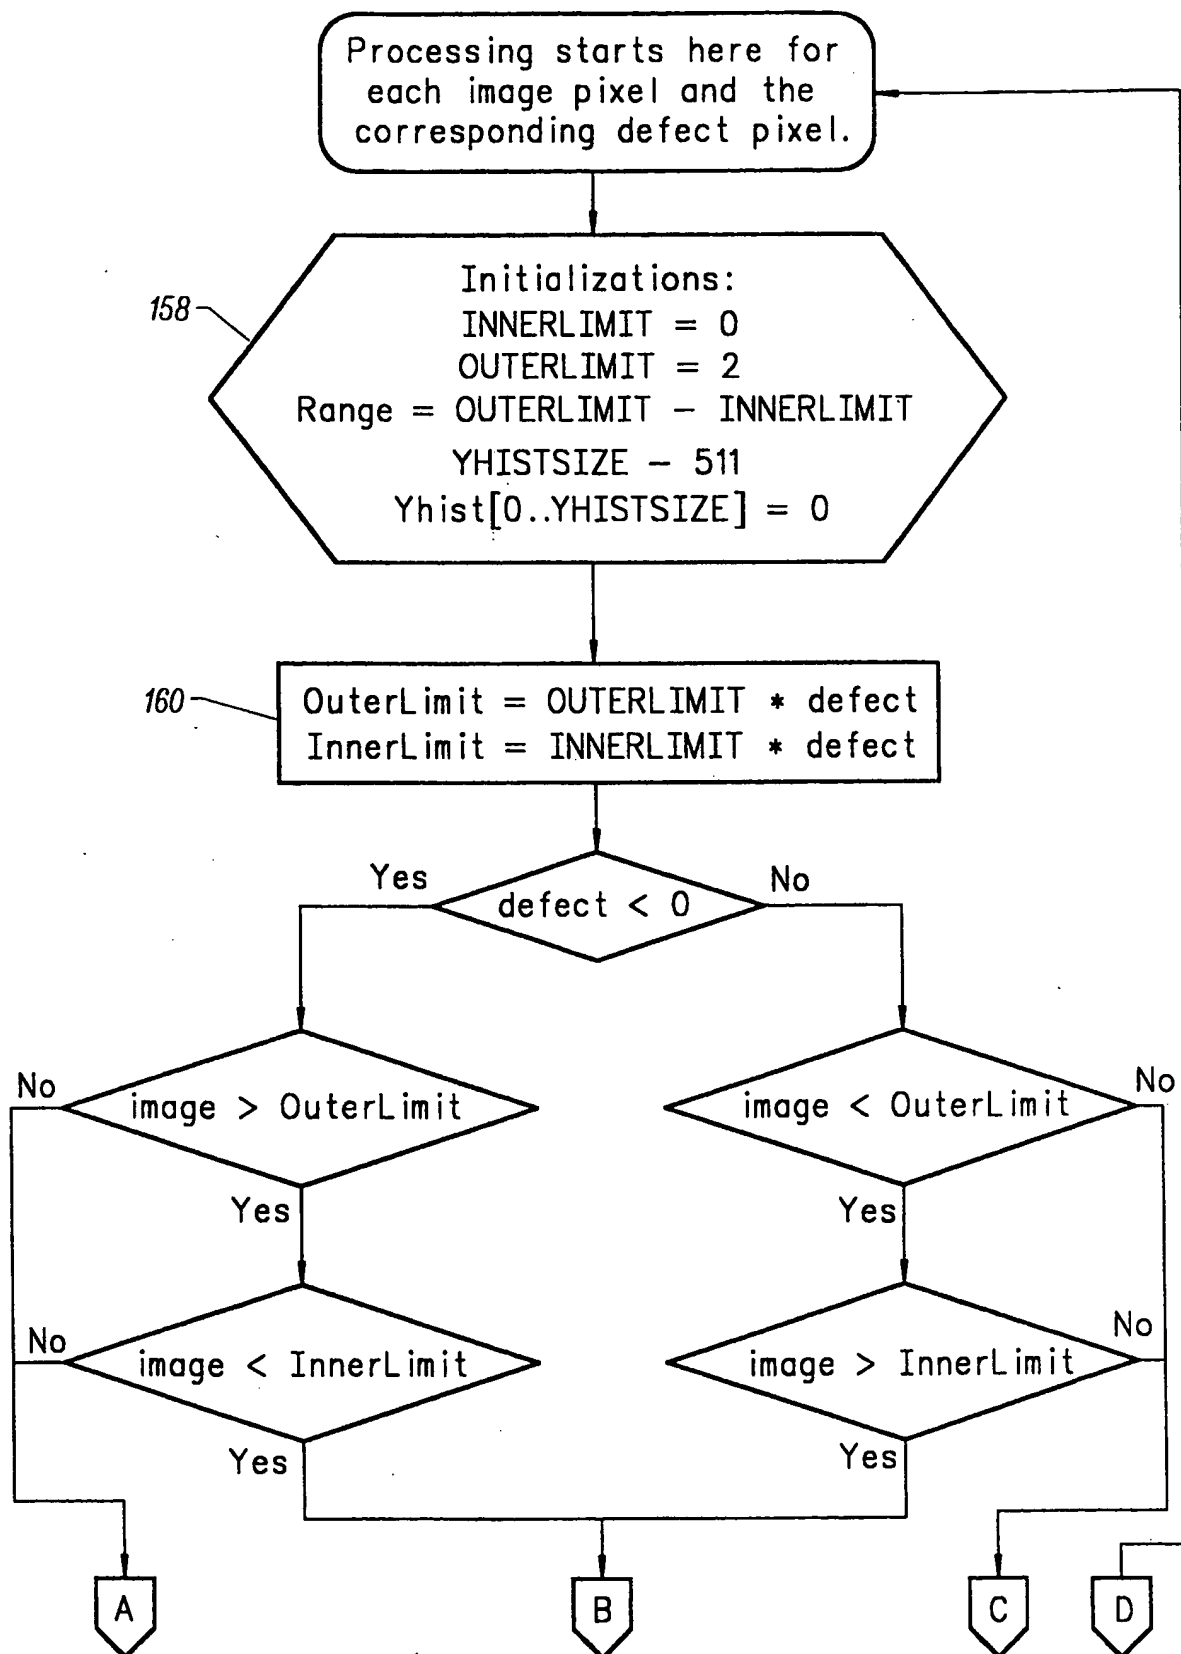 Processing starts here for
each image pixel and the
corresponding defect pixel.
158
Initializations:
INNERLIMIT = 0
OUTERLIMIT = 2
Range = OUTERLIMIT - INNERLIMIT
YHISTSIZE - 511
Yhist[0..YHISTSIZE] = 0
160
OuterLimit = OUTERLIMIT * defect
InnerLimit = INNERLIMIT * defect
Yes
defect < 0
No
No
image > OuterLimit
image < OuterLimit
No
Yes
Yes
No
image < InnerLimit
image > InnerLimit
No
Yes
Yes
A
B
C
D